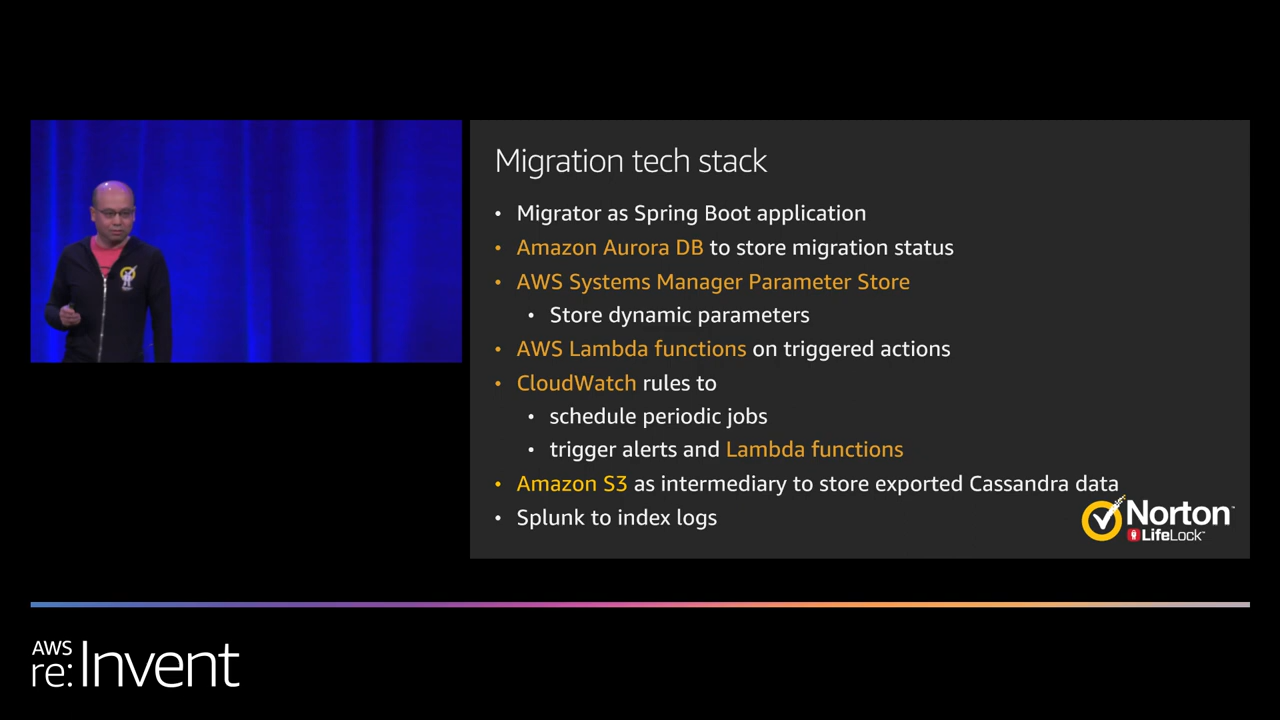 Migration tech stack
• Migrator as Spring Boot application
• Amazon Aurora DB to store migration status
• AWS Systems Manager Parameter Store
• Store dynamic parameters
• AWS Lambda functions on triggered actions
• CloudWatch rules to
• schedule periodic jobs
• trigger alerts and Lambda functions
• Amazon S3 as intermediary to store exported Cassandra data
• Splunk to index logs
Norton
LifeLock
AWS
re:Invent